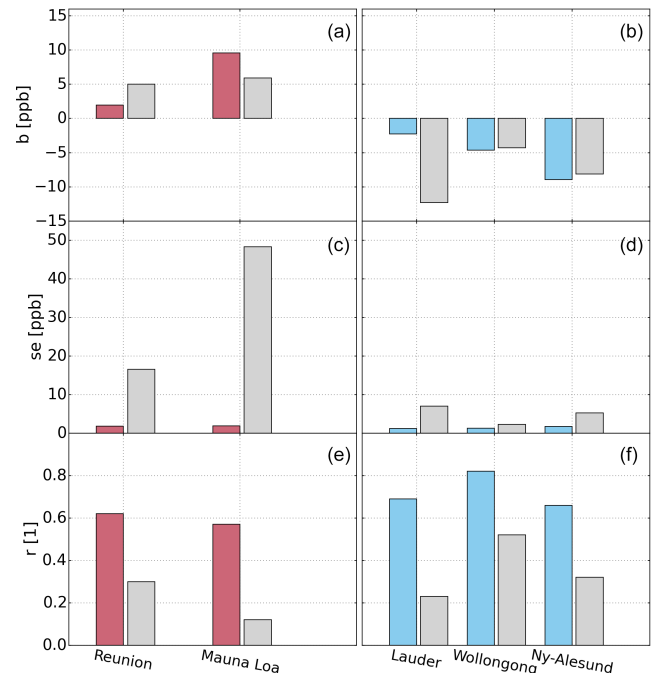 (a)
(b)
b [ppb]
15
10
5
0
−5
−10
−15
(c)
(d)
se [ppb]
50
40
30
20
10
0
(e)
(f)
r [1]
0.8
0.6
0.4
0.2
0.0
Reunion
Mauna Loa
Lauder
Wollongong
Ny-Alesund